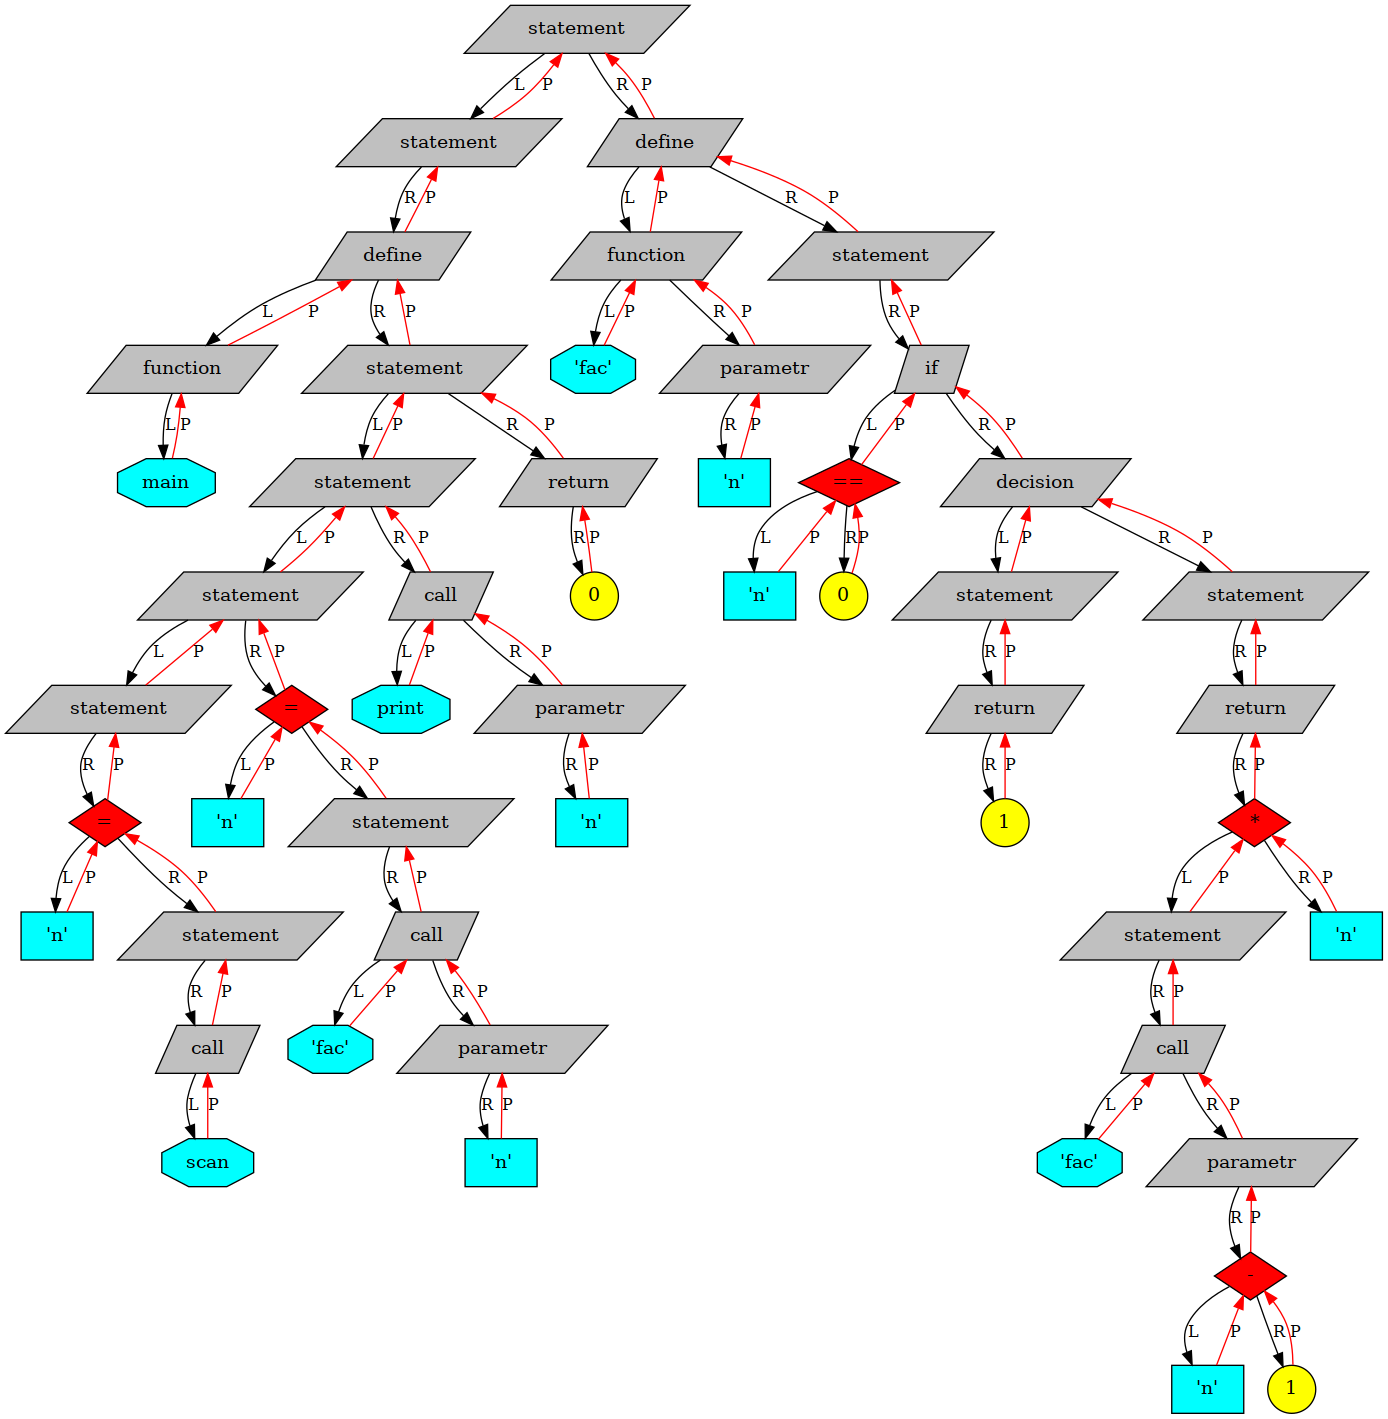 statement
L P R P
statement define
R P L P R P
define function statement
L P R P L P R P R P
function statement 'fac' parametr if
L P L P R P R P L P R P
main statement return 'n' == decision
L P R P R P L P R P L P R P
statement call 0 'n' 0 statement statement
L P R P L P R P R P R P
statement = print parametr return return
R P L P R P R P R P R P
= 'n' statement 'n' 1 *
L P R P R P L P R P
'n' statement call statement 'n'
R P L P R P R P
call 'fac' parametr call
L P R P L P R P
scan 'n' 'fac' parametr
R P
-
L P R P
'n' 1